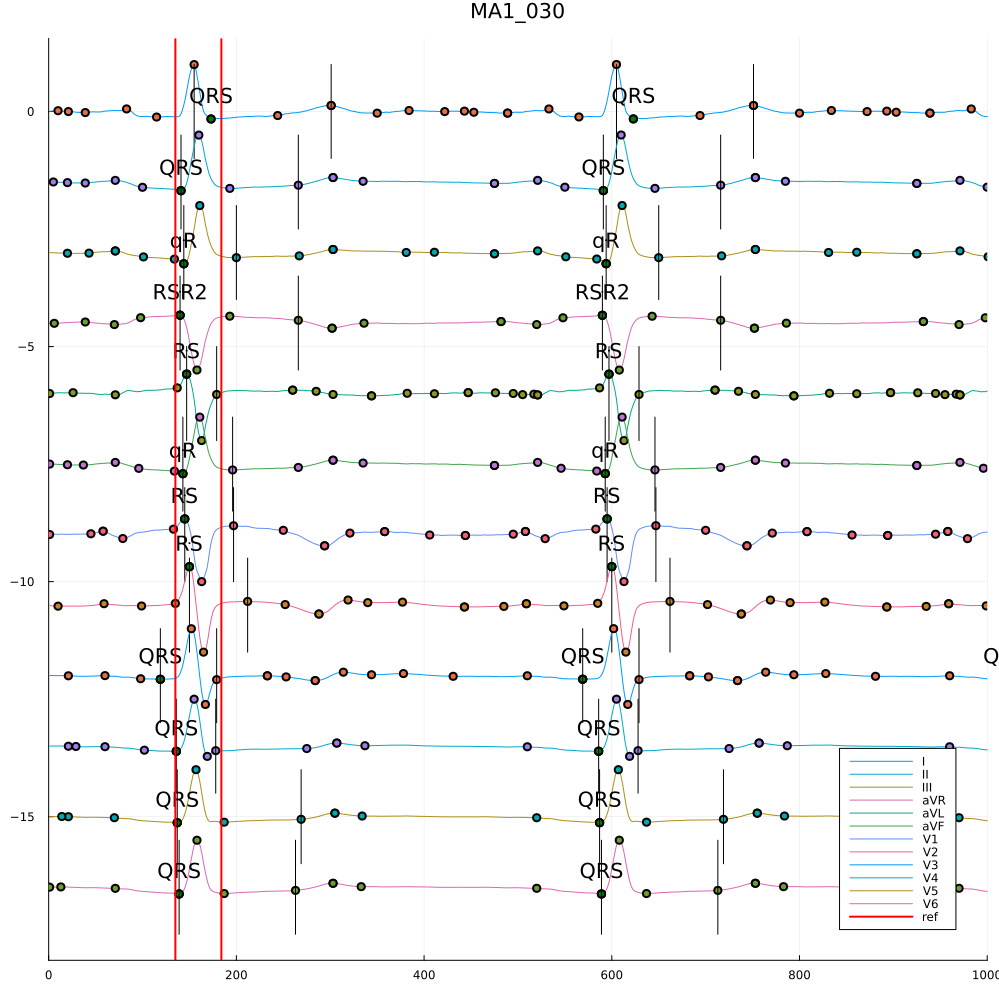 MA1_030
0
QRS QRS
QRS QRS
qR qR
RSR2 RSR2
−5
RS RS
qR qR
RS RS
RS RS
−10
QRS QRS Q
QRS QRS
I
II
III
−15
QRS QRS
aVR
aVL
aVF
V1
V2
V3
QRS QRS
V4
V5
V6
ref
0 200 400 600 800 1000